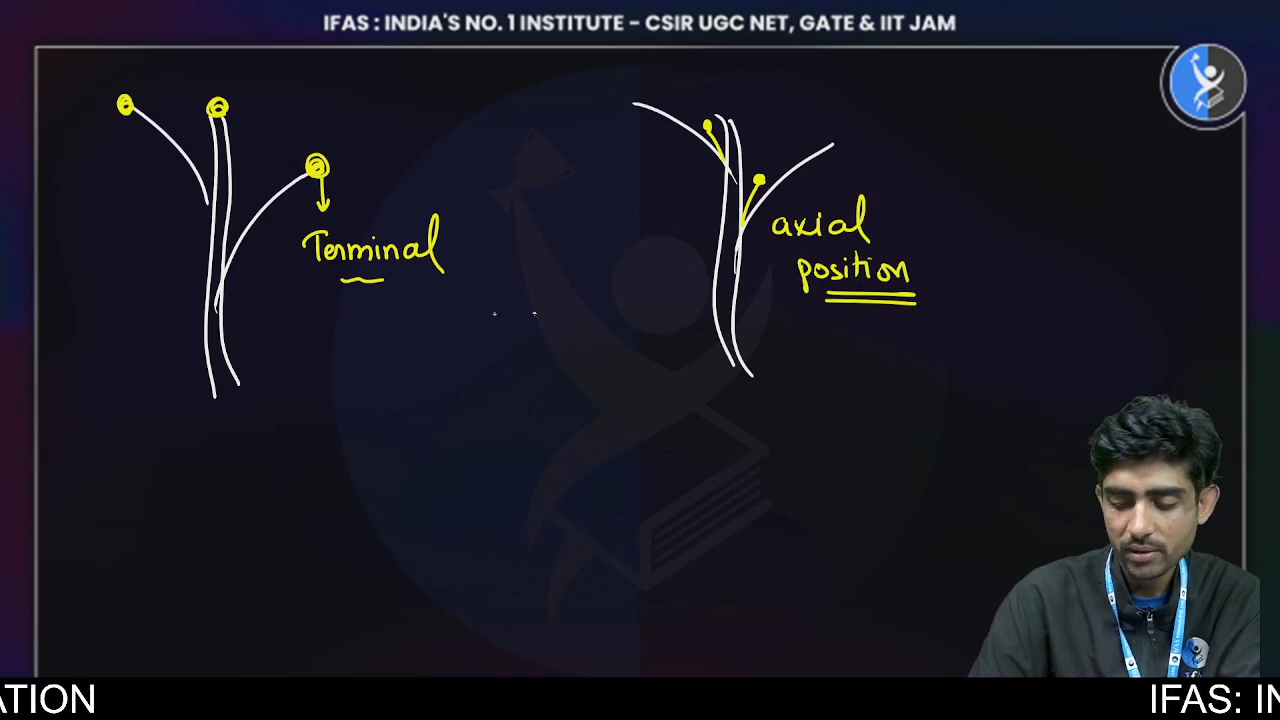 IFAS : INDIA'S NO. 1 INSTITUTE - CSIR UGC NET, GATE & IIT JAM
Terminal
axial
position
ATION
IFAS: IN